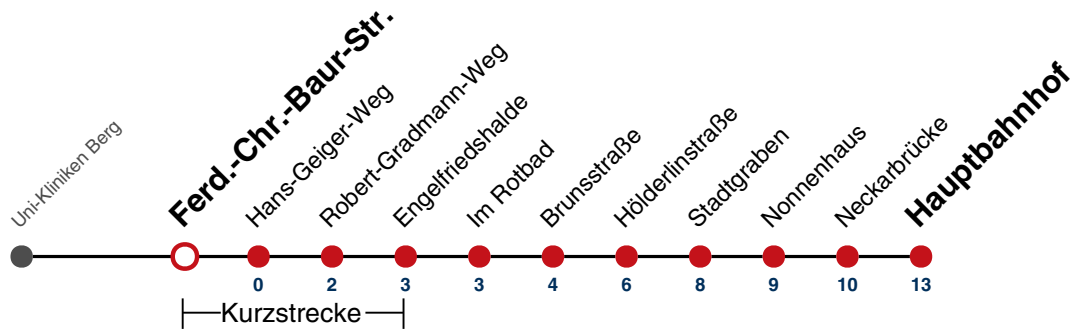 Uni-Kliniken Berg
Ferd.-Chr.-Baur-Str.
Hans-Geiger-Weg
Robert-Gradmann-Weg
Engelfriedshalde
Im Rotbad
Brunsstraße
Hölderlinstraße
Stadtgraben
Nonnenhaus
Neckarbrücke
Hauptbahnhof
0 2 3 3 4 6 8 9 10 13
Kurzstrecke